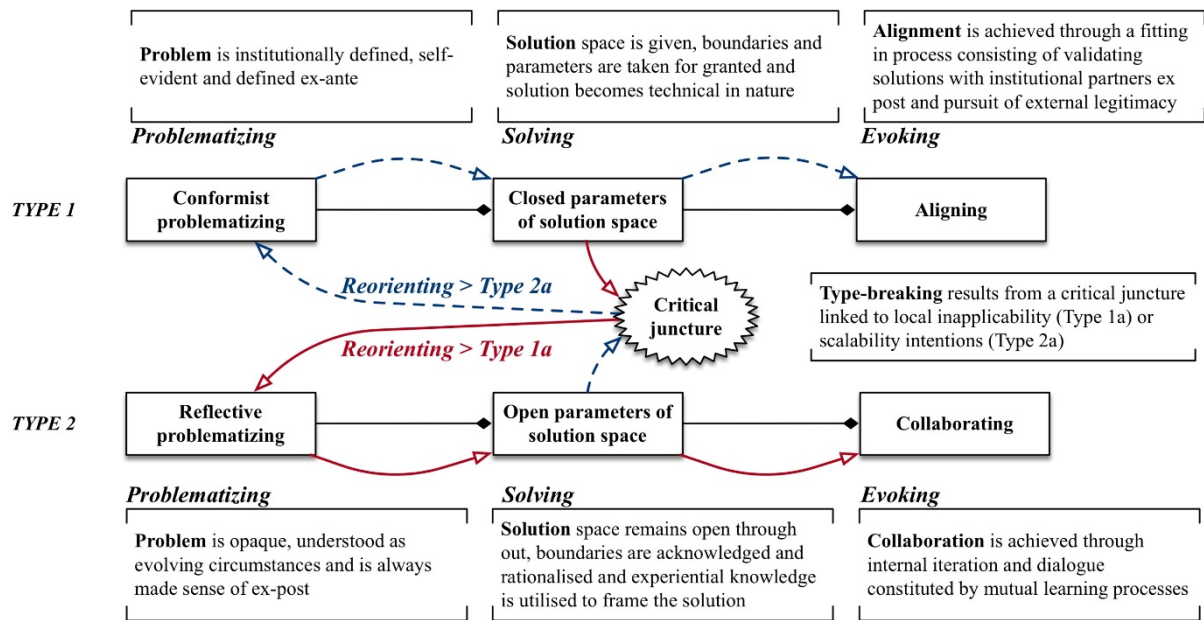 Problem is institutionally defined, self-
evident and defined ex-ante
Solution space is given, boundaries and
parameters are taken for granted and
solution becomes technical in nature
Alignment is achieved through a fitting
in process consisting of validating
solutions with institutional partners ex
post and pursuit of external legitimacy
Problematizing
Solving
Evoking
TYPE 1
Conformist
problematizing
Closed parameters
of solution space
Aligning
Reorienting > Type 2a
Critical
juncture
Reorienting > Type 1a
Type-breaking results from a critical juncture
linked to local inapplicability (Type 1a) or
scalability intentions (Type 2a)
TYPE 2
Reflective
problematizing
Open parameters of
solution space
Collaborating
Problematizing
Solving
Evoking
Problem is opaque, understood as
evolving circumstances and is always
made sense of ex-post
Solution space remains open through
out, boundaries are acknowledged and
rationalised and experiential knowledge
is utilised to frame the solution
Collaboration is achieved through
internal iteration and dialogue
constituted by mutual learning processes